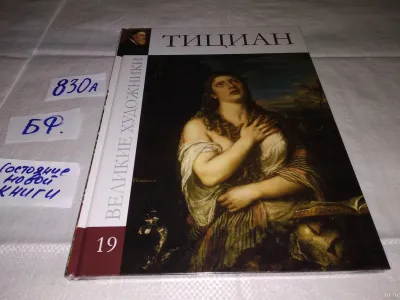 830А
БФ.
Состояние
новой
книги
ТИЦИАН
ВЕЛИКИЕ ХУДОЖНИКИ
19